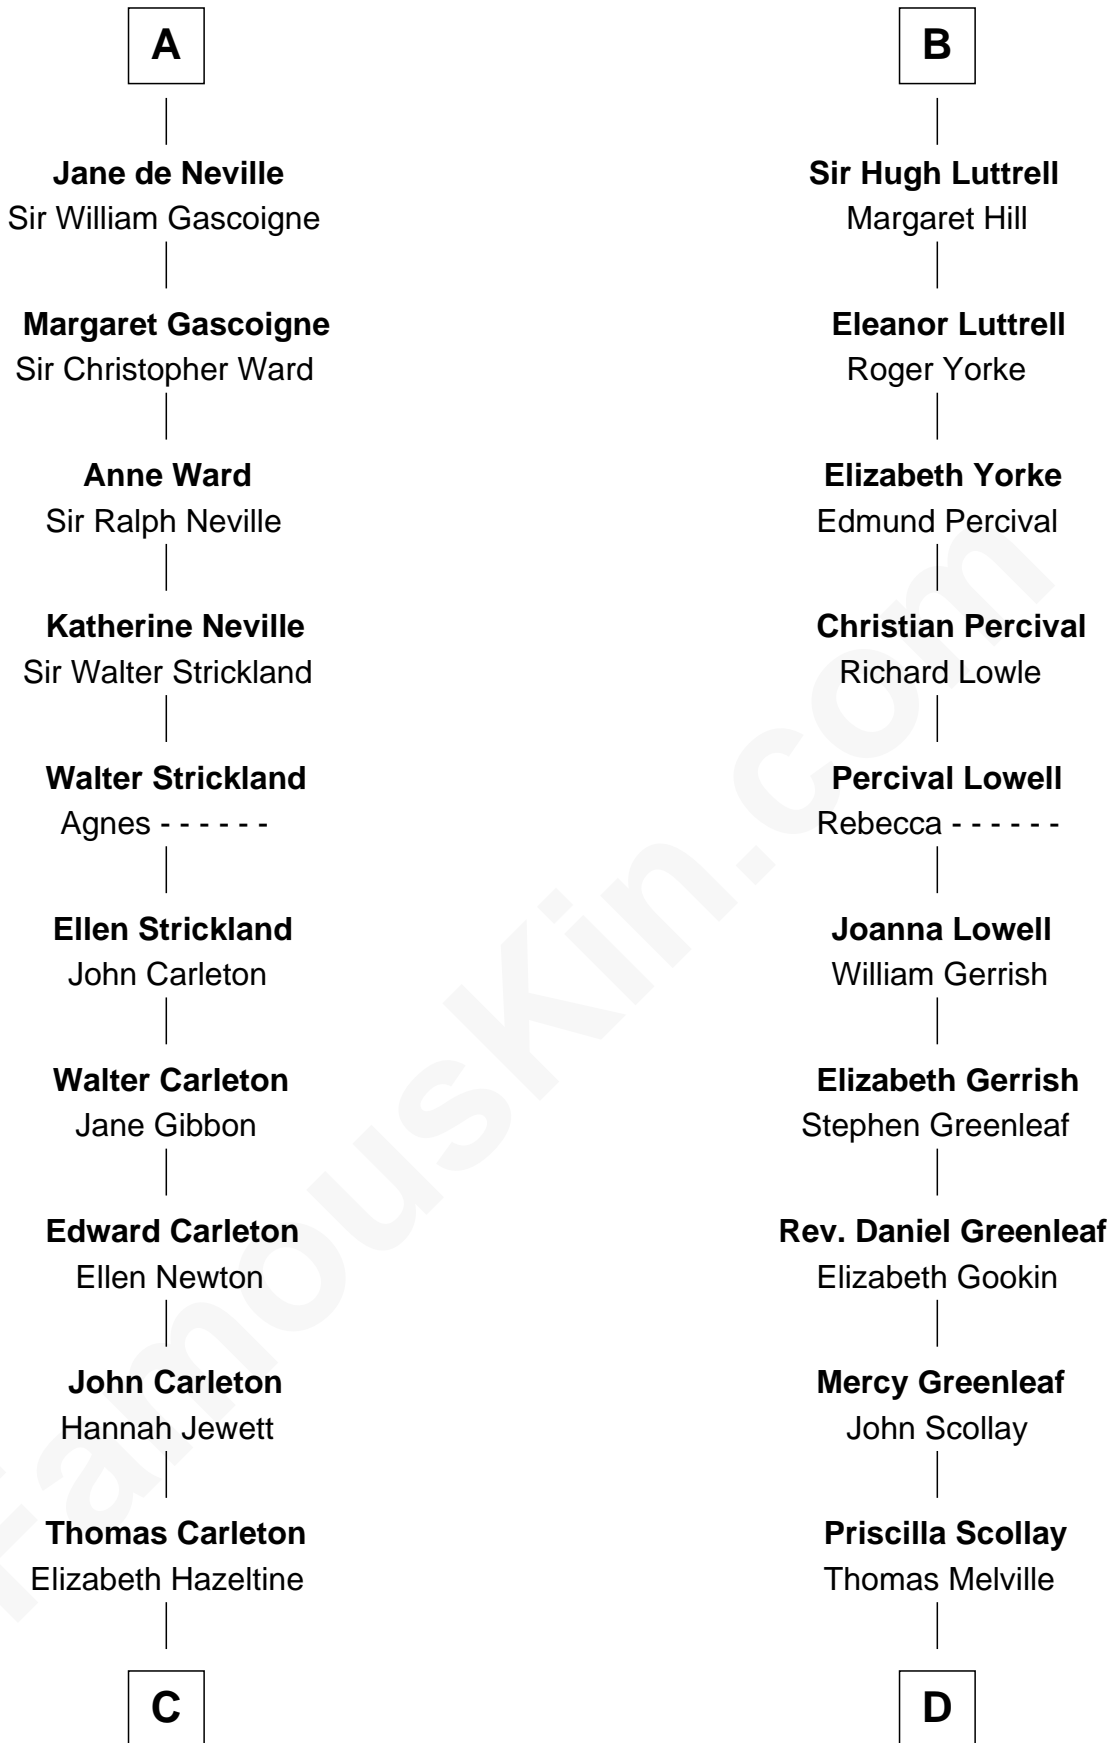 A
Jane de Neville
Sir William Gascoigne
Margaret Gascoigne
Sir Christopher Ward
Anne Ward
Sir Ralph Neville
Katherine Neville
Sir Walter Strickland
Walter Strickland
Agnes - - - - - -
Ellen Strickland
John Carleton
Walter Carleton
Jane Gibbon
Edward Carleton
Ellen Newton
John Carleton
Hannah Jewett
Thomas Carleton
Elizabeth Hazeltine
C
B
Sir Hugh Luttrell
Margaret Hill
Eleanor Luttrell
Roger Yorke
Elizabeth Yorke
Edmund Percival
Christian Percival
Richard Lowle
Percival Lowell
Rebecca - - - - - -
Joanna Lowell
William Gerrish
Elizabeth Gerrish
Stephen Greenleaf
Rev. Daniel Greenleaf
Elizabeth Gookin
Mercy Greenleaf
John Scollay
Priscilla Scollay
Thomas Melville
D
FamousKin.com